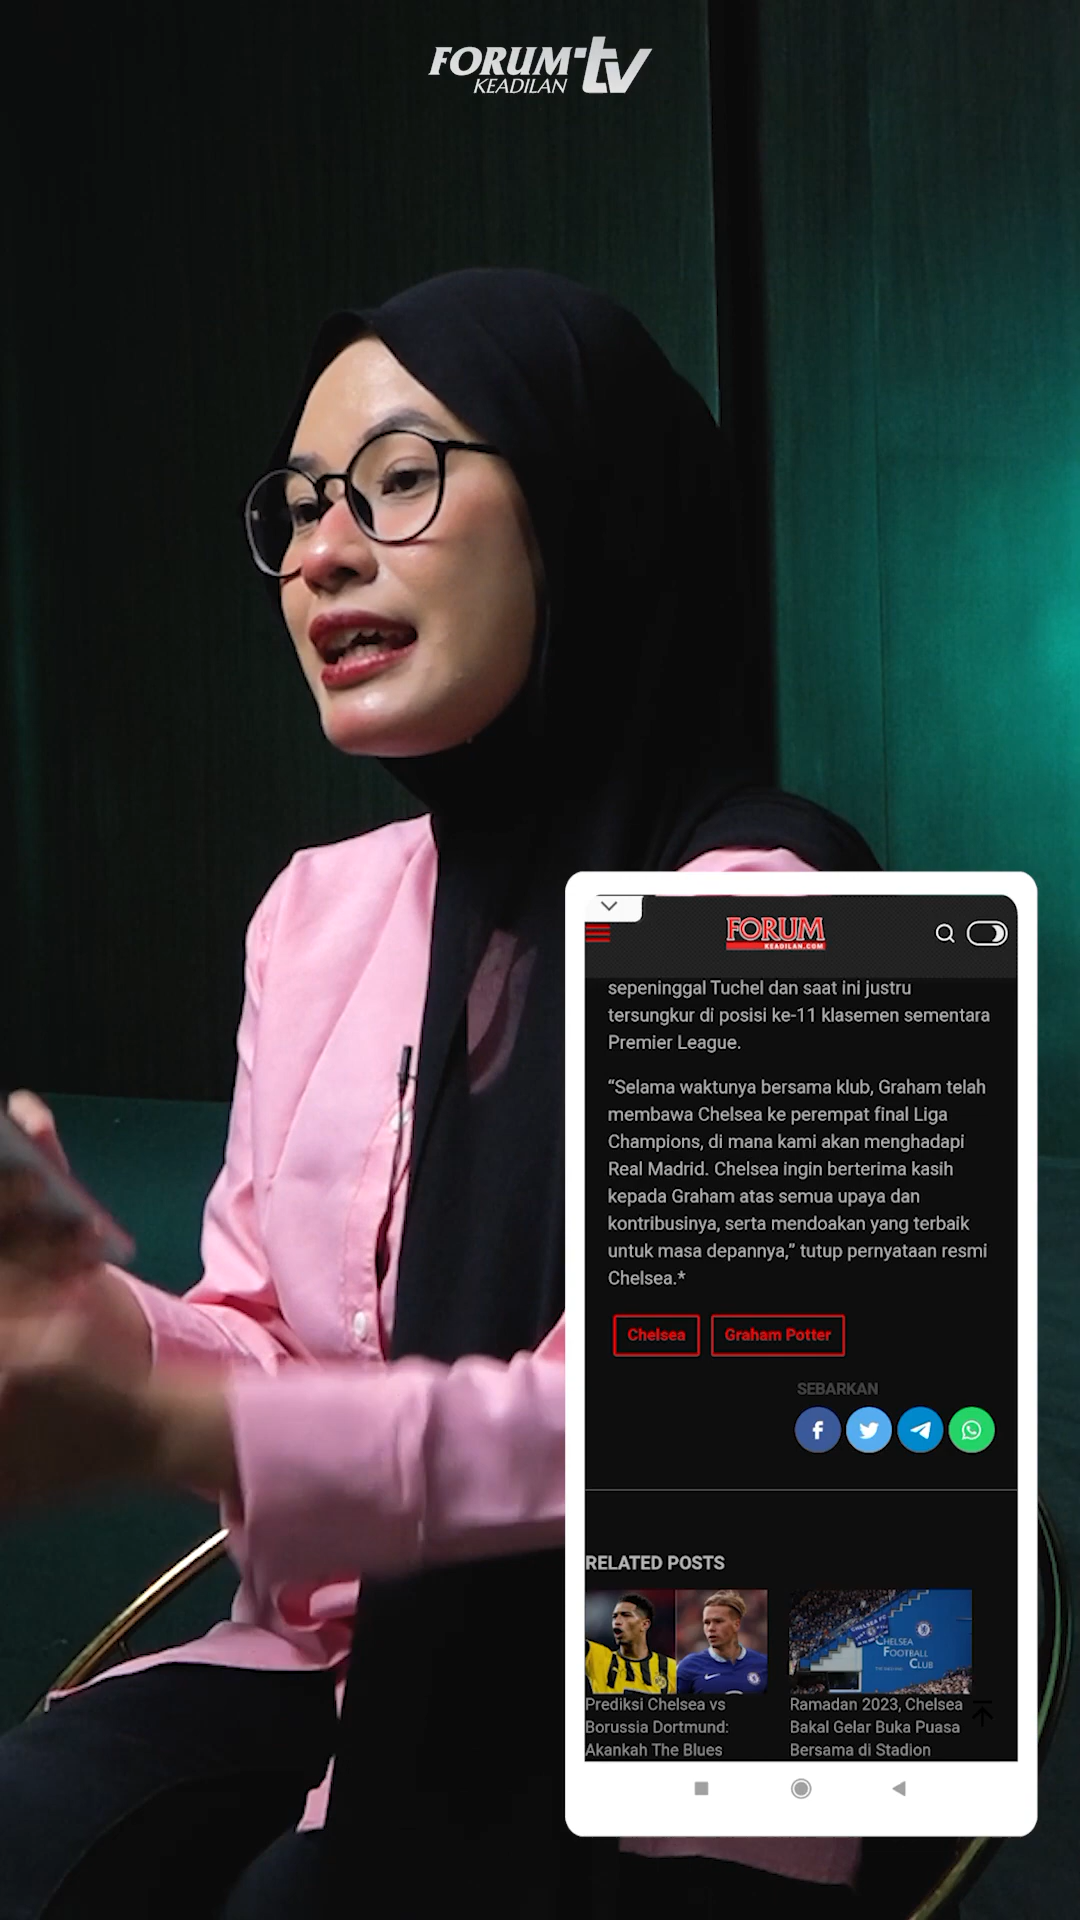 FORUM tv
KEADILAN
FORUM
KEADILAN.COM
sepeninggal Tuchel dan saat ini justru
tersungkur di posisi ke-11 klasemen sementara
Premier League.
“Selama waktunya bersama klub, Graham telah
membawa Chelsea ke perempat final Liga
Champions, di mana kami akan menghadapi
Real Madrid. Chelsea ingin berterima kasih
kepada Graham atas semua upaya dan
kontribusinya, serta mendoakan yang terbaik
untuk masa depannya,” tutup pernyataan resmi
Chelsea.*
Chelsea
Graham Potter
SEBARKAN
RELATED POSTS
CHELSEA
FOOTBALL
CLUB
Prediksi Chelsea vs
Borussia Dortmund:
Akankah The Blues
Ramadan 2023, Chelsea
Bakal Gelar Buka Puasa
Bersama di Stadion